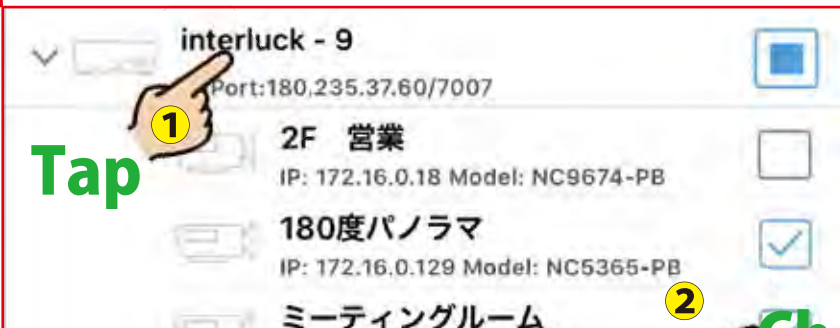 interluck - 9
Port:180.235.37.60/7007
①
Tap
2F 営業
IP: 172.16.0.18 Model: NC9674-PB
180度パノラマ
IP: 172.16.0.129 Model: NC5365-PB
②
ミーティングルーム